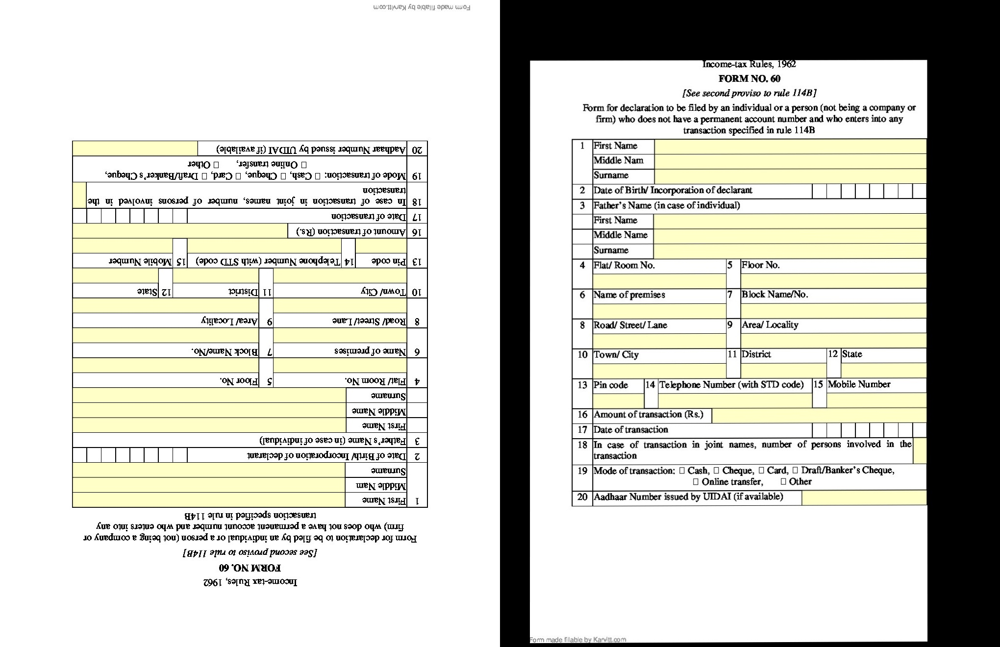 Income-tax Rules, 1962
FORM NO. 60
[See second proviso to rule 114B]
Form for declaration to be filed by an individual or a person (not being a company or
firm) who does not have a permanent account number and who enters into any
transaction specified in rule 114B
1 First Name
Middle Nam
Surname
2 Date of Birth/ Incorporation of declarant
3 Father's Name (in case of individual)
First Name
Middle Name
Surname
4 Flat/ Room No. 5 Floor No.
6 Name of premises 7 Block Name/No.
8 Road/ Street/ Lane 9 Area/ Locality
10 Town/ City 11 District 12 State
13 Pin code 14 Telephone Number (with STD code) 15 Mobile Number
16 Amount of transaction (Rs.)
17 Date of transaction
18 In case of transaction in joint names, number of persons involved in the
transaction
19 Mode of transaction: □ Cash, □ Cheque, □ Card, □ Draft/Banker's Cheque,
□ Online transfer, □ Other
20 Aadhaar Number issued by UIDAI (if available)
Form made fillable by Karvitt.com
Income-tax Rules, 1962
FORM NO. 60
[See second proviso to rule 114B]
Form for declaration to be filed by an individual or a person (not being a company or
firm) who does not have a permanent account number and who enters into any
transaction specified in rule 114B
1 First Name
Middle Nam
Surname
2 Date of Birth/ Incorporation of declarant
3 Father's Name (in case of individual)
First Name
Middle Name
Surname
4 Flat/ Room No. 5 Floor No.
6 Name of premises 7 Block Name/No.
8 Road/ Street/ Lane 9 Area/ Locality
10 Town/ City 11 District 12 State
13 Pin code 14 Telephone Number (with STD code) 15 Mobile Number
16 Amount of transaction (Rs.)
17 Date of transaction
18 In case of transaction in joint names, number of persons involved in the
transaction
19 Mode of transaction: □ Cash, □ Cheque, □ Card, □ Draft/Banker's Cheque,
□ Online transfer, □ Other
20 Aadhaar Number issued by UIDAI (if available)
Form made fillable by Karvitt.com